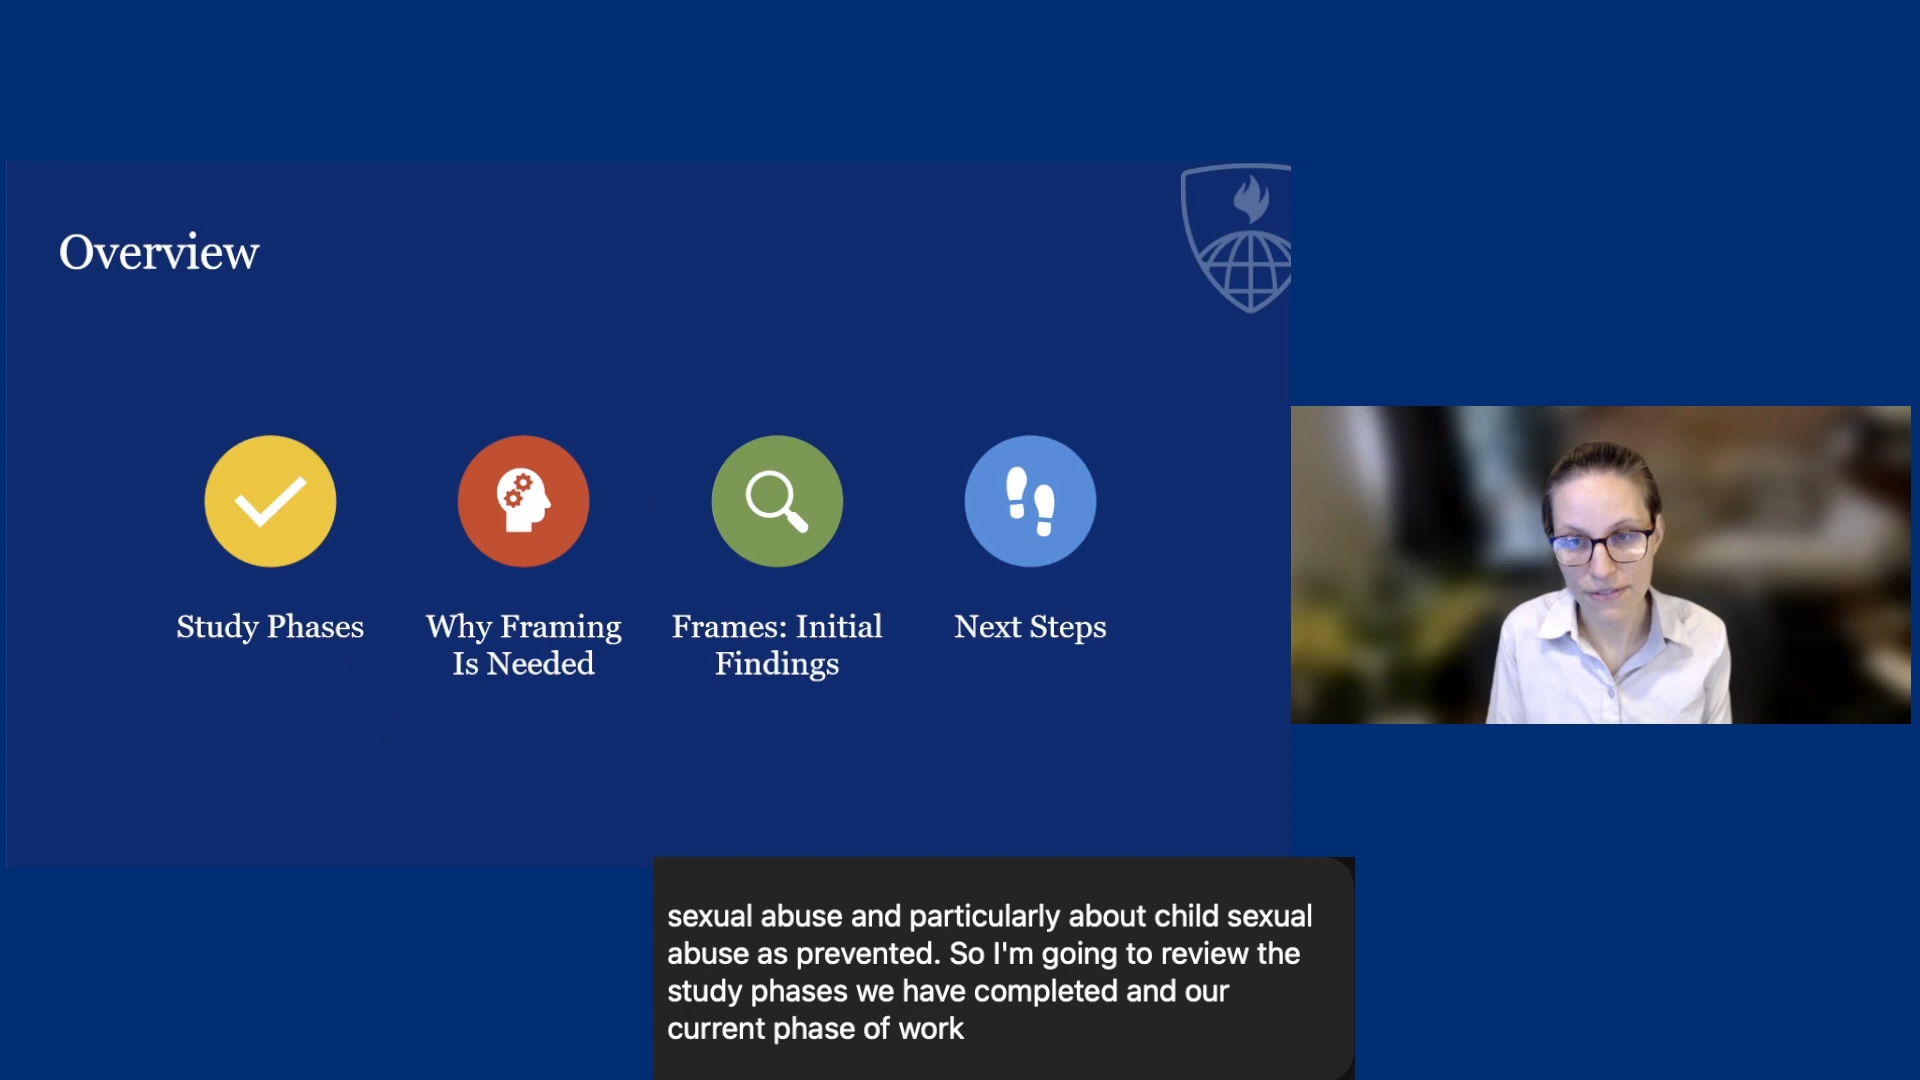 Overview
Study Phases
Why Framing
Is Needed
Frames: Initial
Findings
Next Steps
sexual abuse and particularly about child sexual
abuse as prevented. So I'm going to review the
study phases we have completed and our
current phase of work